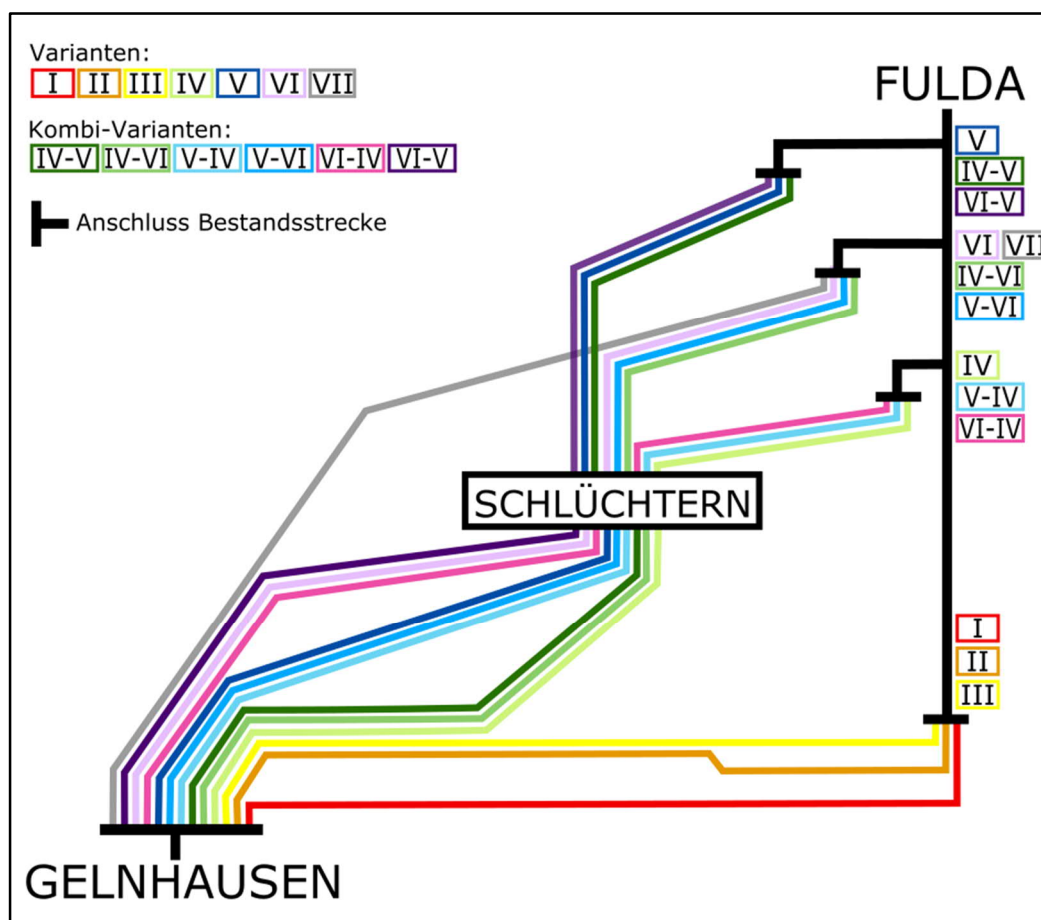 Varianten:
I II III IV V VI VII
Kombi-Varianten:
IV-V IV-VI V-IV V-VI VI-IV VI-V
Anschluss Bestandsstrecke
FULDA
V
IV-V
VI-V
VI VII
IV-VI
V-VI
IV
V-IV
VI-IV
SCHLÜCHTERN
I
II
III
GELNHAUSEN